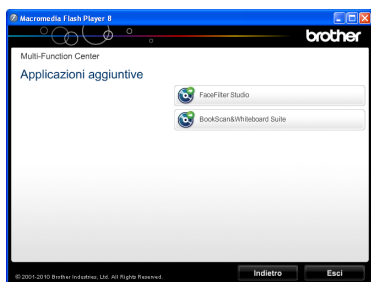 Macromedia Flash Player 8
brother
Multi-Function Center
Applicazioni aggiuntive
FaceFilter Studio
BookScan&Whiteboard Suite
© 2001-2010 Brother Industries, Ltd. All Rights Reserved.
Indietro
Esci